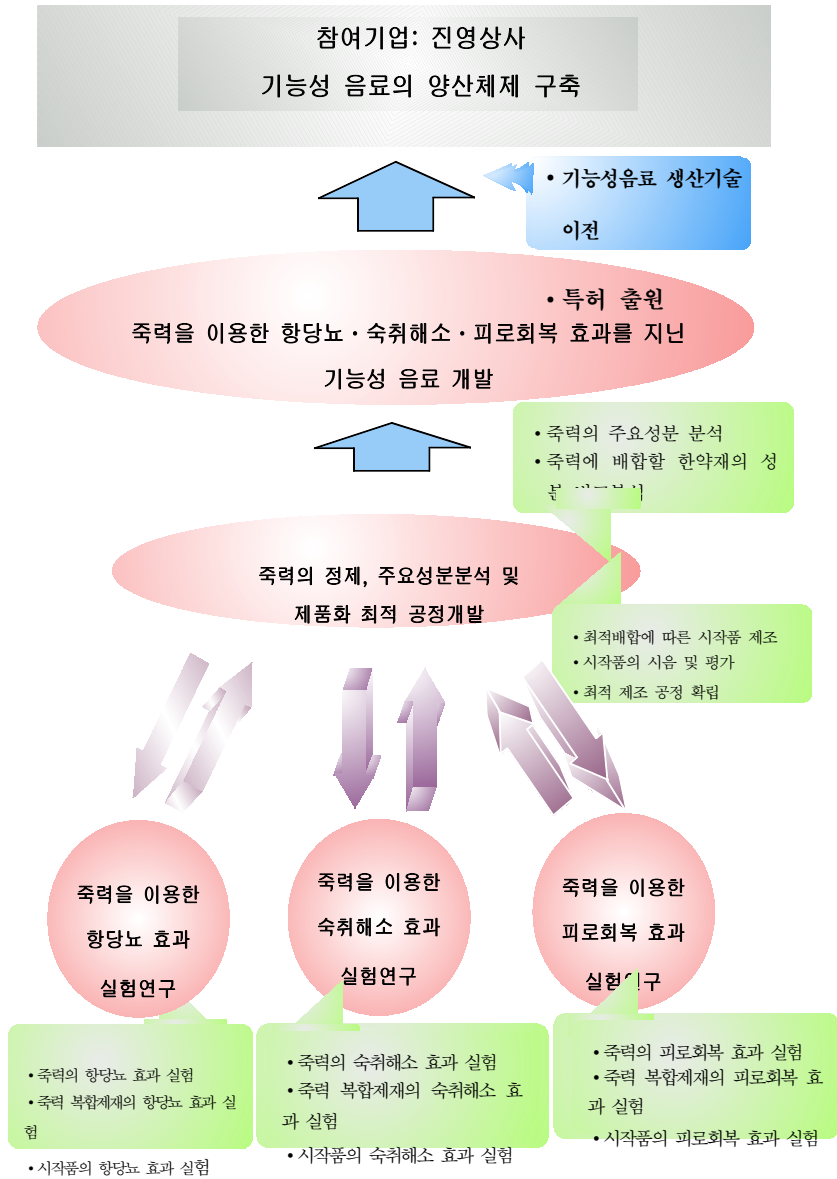 참여기업: 진영상사
기능성 음료의 양산체제 구축
• 기능성음료 생산기술
이전
• 특허 출원
죽력을 이용한 항당뇨·숙취해소·피로회복 효과를 지닌
기능성 음료 개발
• 죽력의 주요성분 분석
• 죽력에 배합할 한약재의 성
죽력의 정제, 주요성분분석 및
제품화 최적 공정개발
• 최적배합에 따른 시작품 제조
• 시작품의 시음 및 평가
• 최적 제조 공정 확립
죽력을 이용한
항당뇨 효과
실험연구
죽력을 이용한
숙취해소 효과
실험연구
죽력을 이용한
피로회복 효과
실험연구
• 죽력의 항당뇨 효과 실험
• 죽력 복합제재의 항당뇨 효과 실
험
• 시작품의 항당뇨 효과 실험
• 죽력의 숙취해소 효과 실험
• 죽력 복합제재의 숙취해소 효
과 실험
• 시작품의 숙취해소 효과 실험
• 죽력의 피로회복 효과 실험
• 죽력 복합제재의 피로회복 효
과 실험
• 시작품의 피로회복 효과 실험